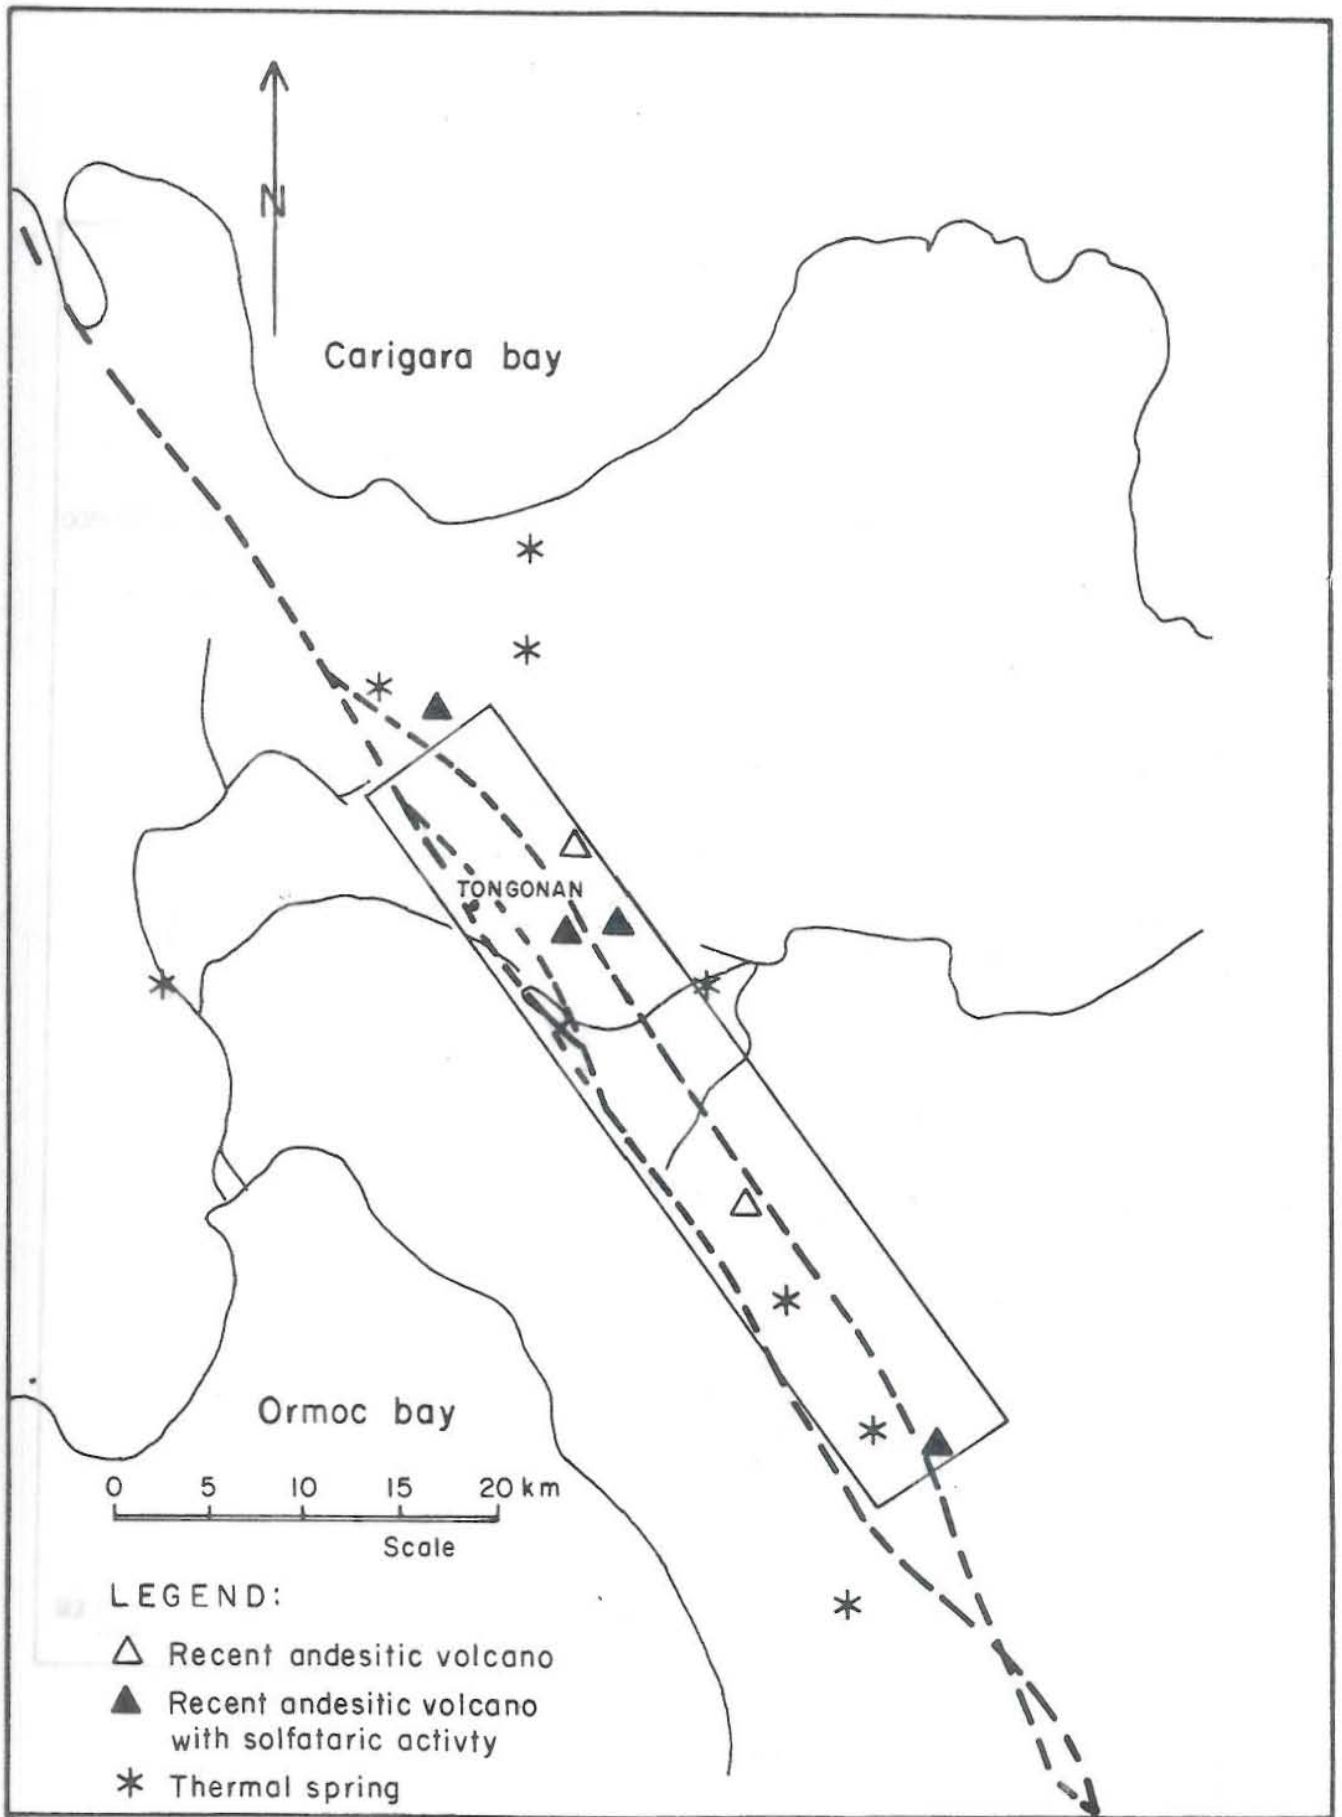 N
Carigara bay
TONGONAN
Ormoc bay
0 5 10 15 20 km
Scale
LEGEND:
Recent andesitic volcano
Recent andesitic volcano
with solfataric activty
Thermal spring